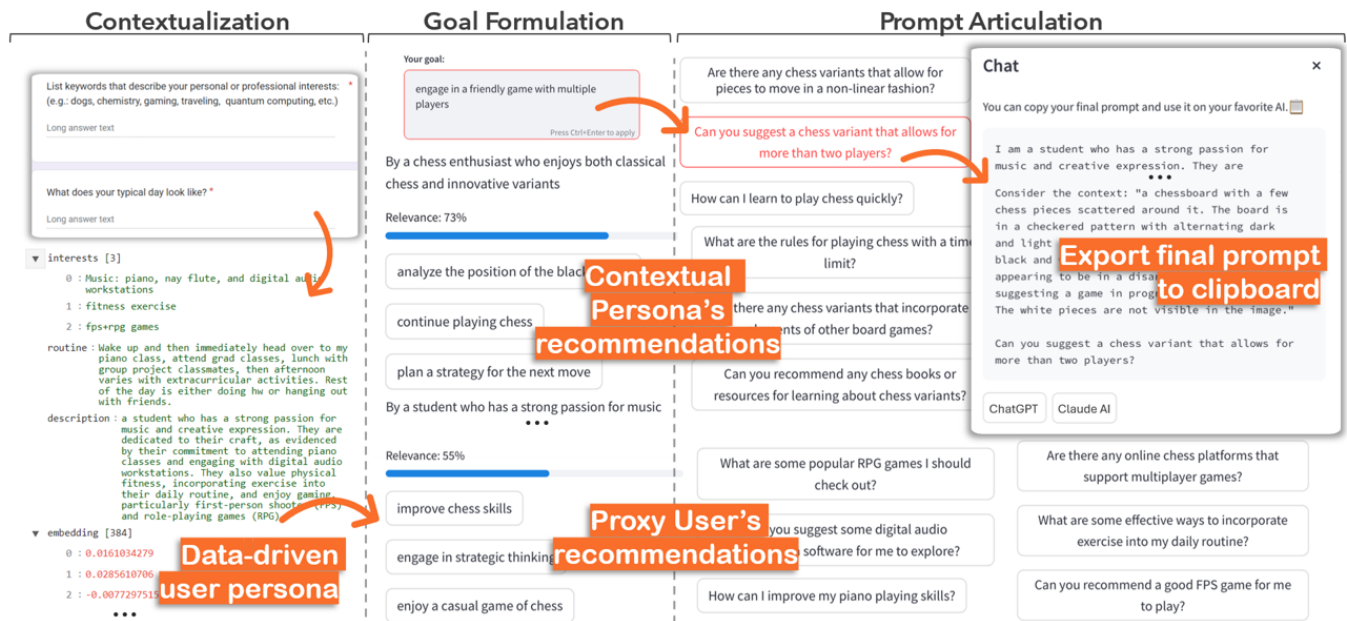 Contextualization
Goal Formulation
Prompt Articulation
List keywords that describe your personal or professional interests: *
(e.g.: dogs, chemistry, gaming, traveling, quantum computing, etc.)
Long answer text
What does your typical day look like? *
Long answer text
interests [3]
0 : Music: piano, nay flute, and digital audio
workstations
1 : fitness exercise
2 : fps+rpg games
routine : Wake up and then immediately head over to my
piano class, attend grad classes, lunch with
group project classmates, then afternoon
varies with extracurricular activities. Rest
of the day is either doing hw or hanging out
with friends.
description : a student who has a strong passion for
music and creative expression. They are
dedicated to their craft, as evidenced
by their commitment to attending piano
classes and engaging with digital audio
workstations. They also value physical
fitness, incorporating exercise into
their daily routine, and enjoy gaming,
particularly first-person shooter (FPS)
and role-playing games (RPG)
embedding [384]
0 : 0.0161034279
1 : 0.0285610706
2 : -0.0077297515
•••
Data-driven
user persona
Your goal:
engage in a friendly game with multiple
players
Press Ctrl+Enter to apply
By a chess enthusiast who enjoys both classical
chess and innovative variants
Relevance: 73%
analyze the position of the black
continue playing chess
plan a strategy for the next move
By a student who has a strong passion for music
•••
Relevance: 55%
improve chess skills
engage in strategic thinking
enjoy a casual game of chess
Contextual
Persona's
recommendations
Proxy User's
recommendations
Are there any chess variants that allow for
pieces to move in a non-linear fashion?
Can you suggest a chess variant that allows for
more than two players?
How can I learn to play chess quickly?
What are the rules for playing chess with a time
limit?
there any chess variants that incorporate
of other board games?
Can you recommend any chess books or
resources for learning about chess variants?
What are some popular RPG games I should
check out?
you suggest some digital audio
software for me to explore?
How can I improve my piano playing skills?
Chat
×
You can copy your final prompt and use it on your favorite AI.
I am a student who has a strong passion for
music and creative expression. They are
•••
Consider the context: "a chessboard with a few
chess pieces scattered around it. The board is
in a checkered pattern with alternating dark
and light
black and
appearing to be in a
suggesting a game in
The white pieces are not visible in the image."
Can you suggest a chess variant that allows for
more than two players?
Export final prompt
to clipboard
ChatGPT
Claude AI
Are there any online chess platforms that
support multiplayer games?
What are some effective ways to incorporate
exercise into my daily routine?
Can you recommend a good FPS game for me
to play?